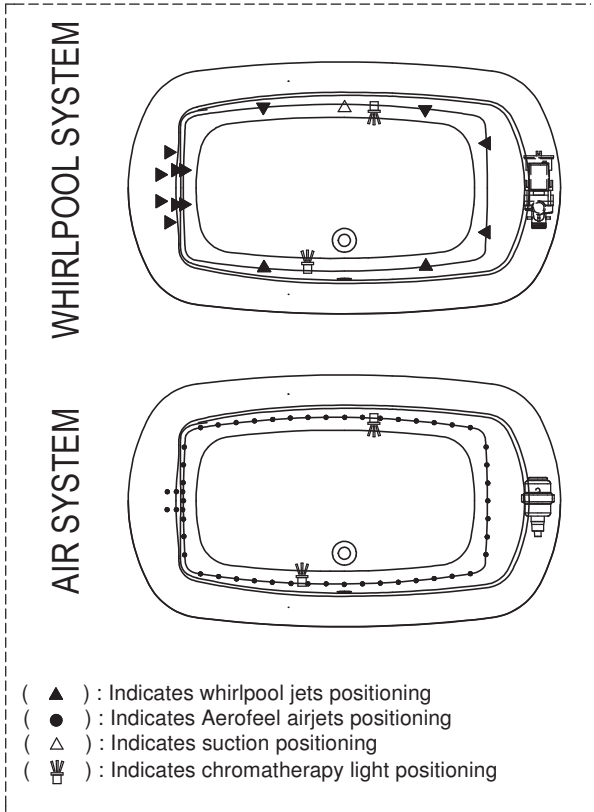 WHIRLPOOL SYSTEM
AIR SYSTEM
( ▲ ) : Indicates whirlpool jets positioning
( ● ) : Indicates Aerofeel airjets positioning
( △ ) : Indicates suction positioning
( ) : Indicates chromatherapy light positioning